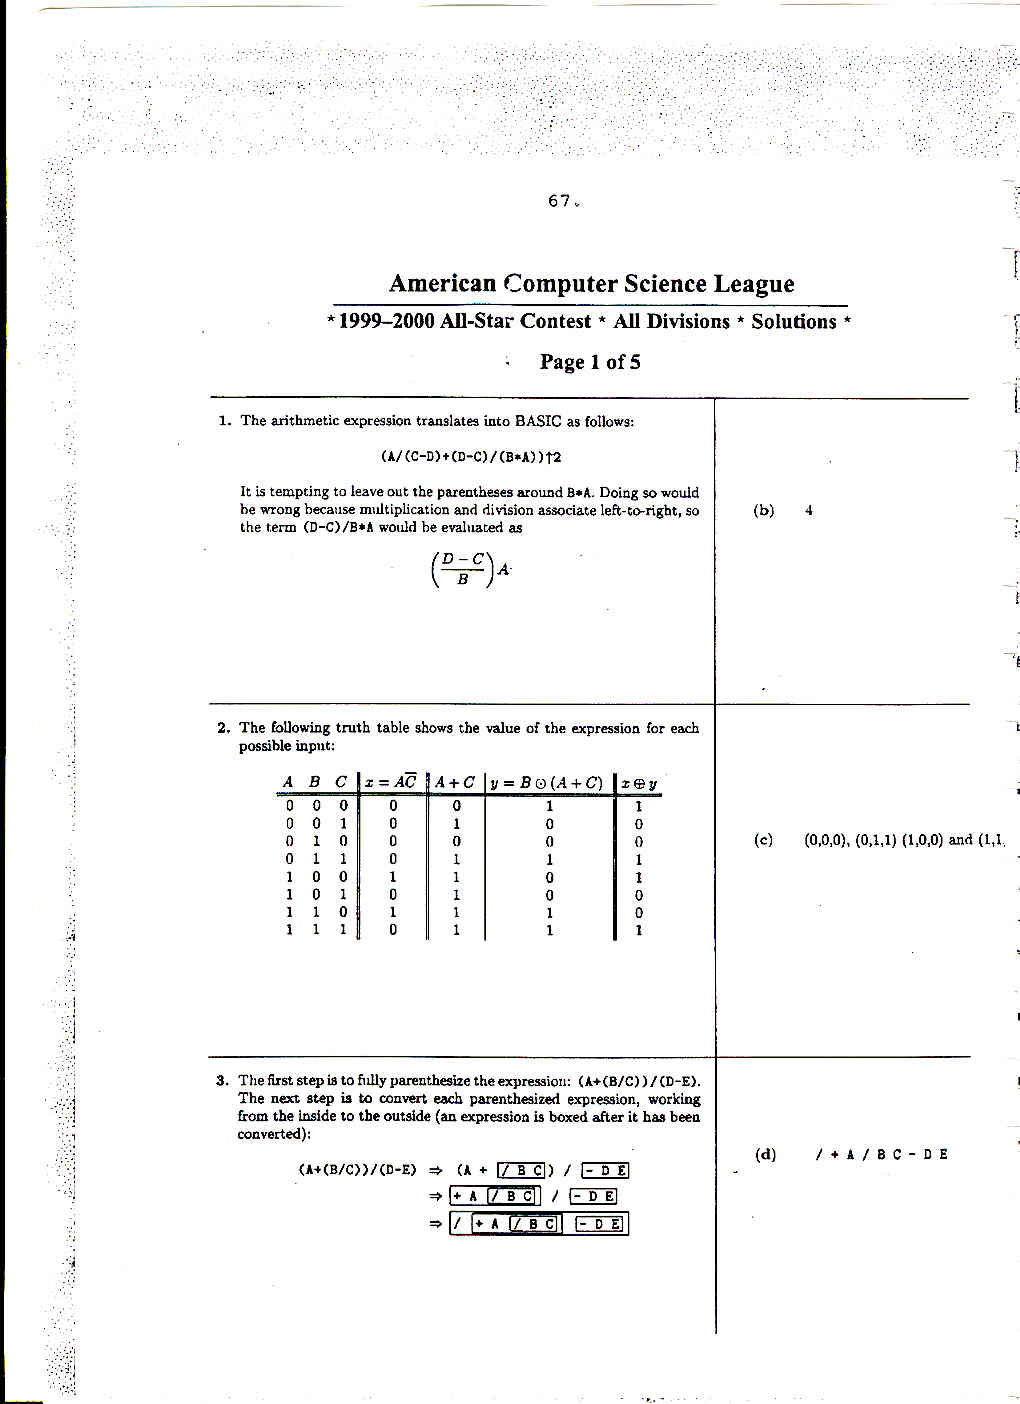 67.
American Computer Science League
*1999–2000 All-Star Contest * All Divisions * Solutions *
Page 1 of 5
1. The arithmetic expression translates into BASIC as follows:
(A/(C-D)+(D-C)/(B*A))↑2
It is tempting to leave out the parentheses around B*A. Doing so would
be wrong because multiplication and division associate left-to-right, so
the term (D-C)/B*A would be evaluated as
(D − C
B) A
(b) 4
2. The following truth table shows the value of the expression for each
possible input:
A B C x = AC̅ A + C y = B ⊙ (A + C) x ⊕ y
0 0 0 0 0 1 1
0 0 1 0 1 0 0
0 1 0 0 0 0 0
0 1 1 0 1 1 1
1 0 0 1 1 0 1
1 0 1 0 1 0 0
1 1 0 1 1 1 0
1 1 1 0 1 1 1
(c) (0,0,0), (0,1,1) (1,0,0) and (1,1,
3. The first step is to fully parenthesize the expression: (A+(B/C))/(D-E).
The next step is to convert each parenthesized expression, working
from the inside to the outside (an expression is boxed after it has been
converted):
(A+(B/C))/(D-E) ⇒ (A + / B C) / - D E
⇒ + A / B C / - D E
⇒ / + A / B C - D E
(d) / + A / B C - D E